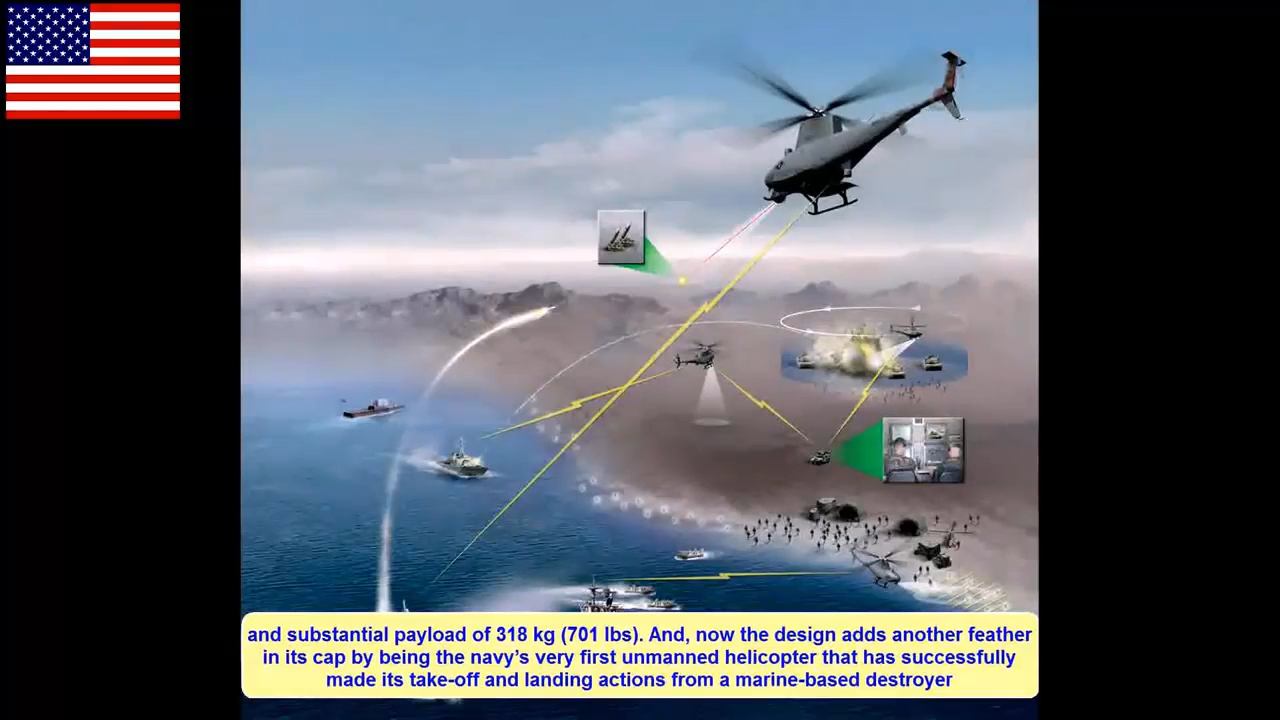 and substantial payload of 318 kg (701 lbs). And, now the design adds another feather
in its cap by being the navy’s very first unmanned helicopter that has successfully
made its take-off and landing actions from a marine-based destroyer